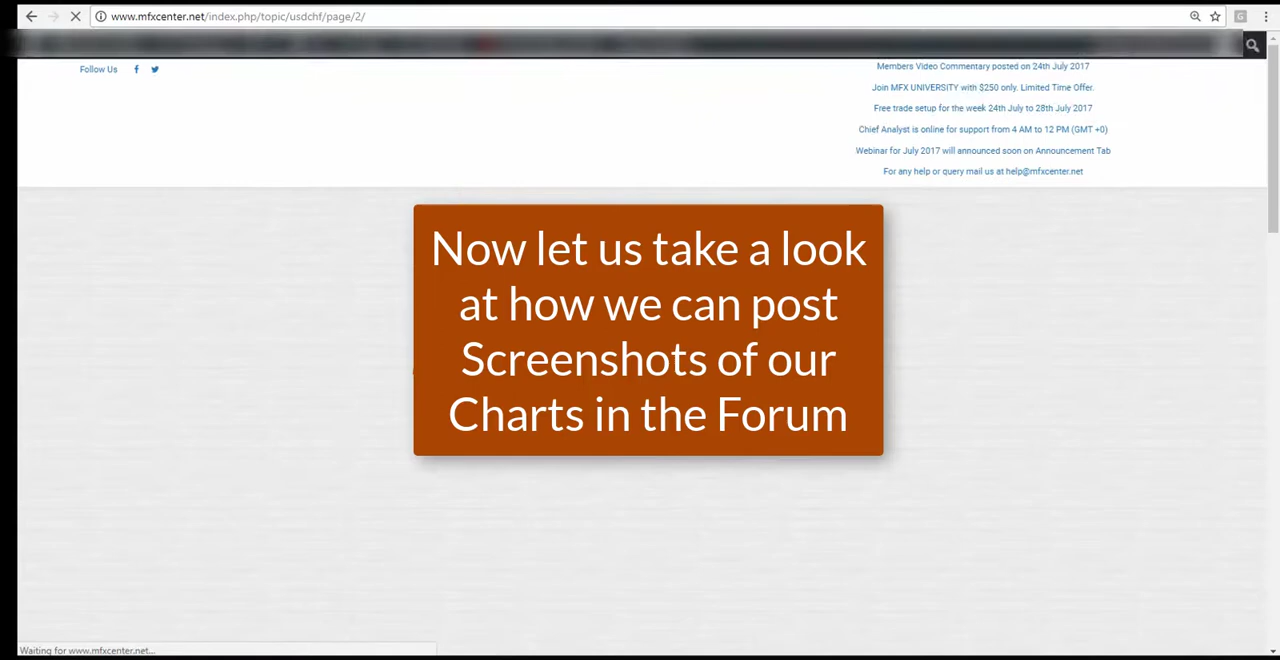 www.mfxcenter.net/index.php/topic/usdchf/page/2/
Follow Us
Members Video Commentary posted on 24th July 2017
Join MFX UNIVERSITY with $250 only. Limited Time Offer.
Free trade setup for the week 24th July to 28th July 2017
Chief Analyst is online for support from 4 AM to 12 PM (GMT +0)
Webinar for July 2017 will announced soon on Announcement Tab
For any help or query mail us at help@mfxcenter.net
Now let us take a look
at how we can post
Screenshots of our
Charts in the Forum
Waiting for www.mfxcenter.net...